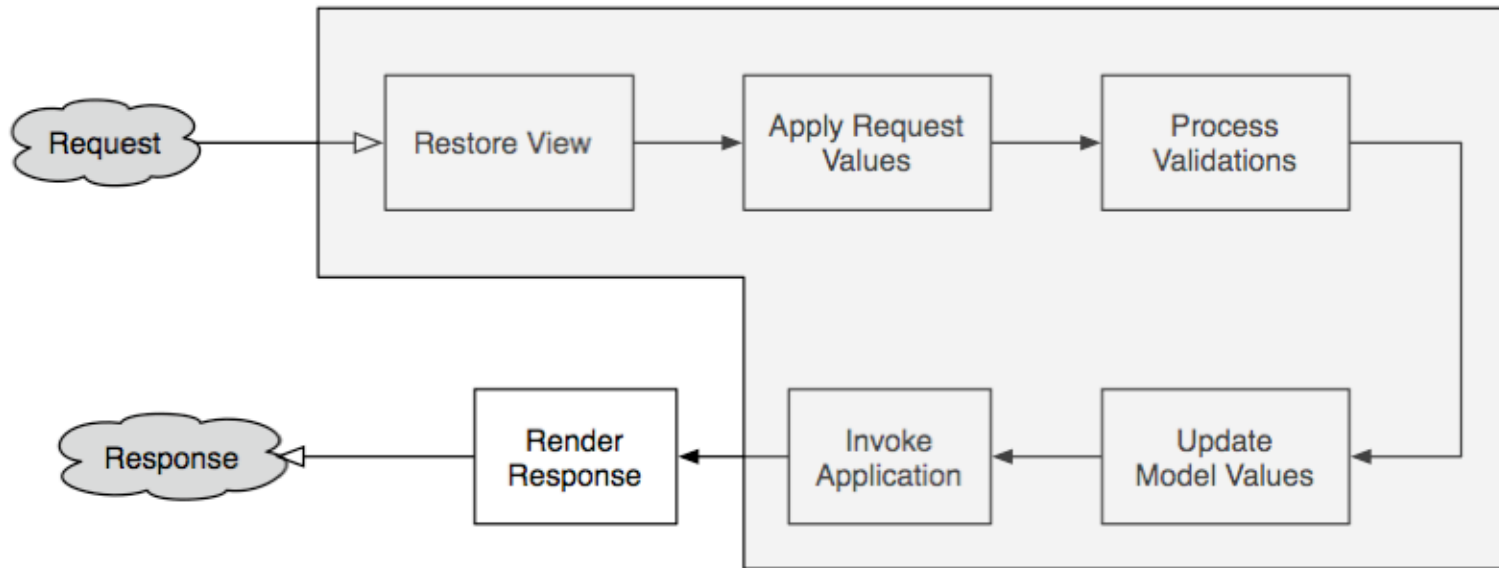 Request
Restore View
Apply Request
Values
Process
Validations
Response
Render
Response
Invoke
Application
Update
Model Values